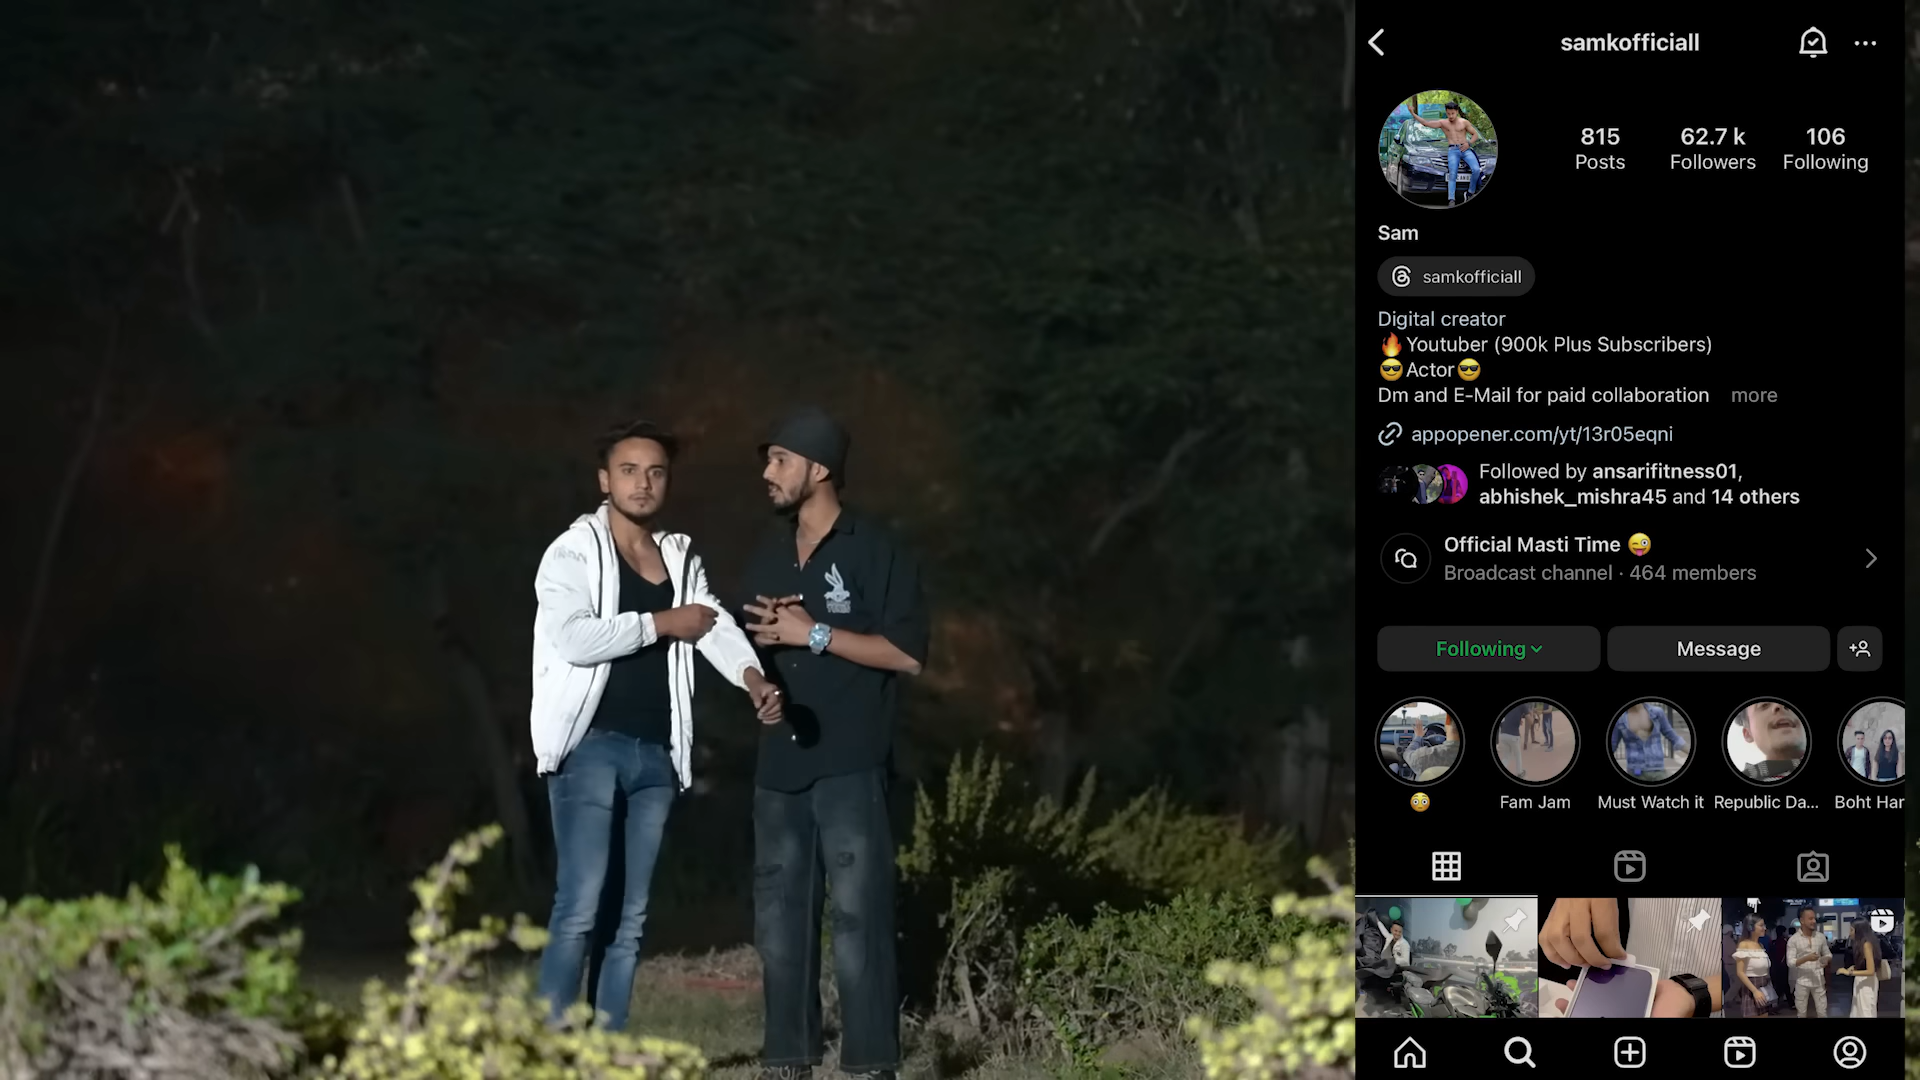 samkofficiall
815
62.7 k
106
Posts
Followers
Following
Sam
samkofficiall
Digital creator
🔥Youtuber (900k Plus Subscribers)
😎Actor😎
Dm and E-Mail for paid collaboration more
appopener.com/yt/13r05eqni
Followed by ansarifitness01,
abhishek_mishra45 and 14 others
Official Masti Time 😜
Broadcast channel · 464 members
Following
Message
😳
Fam Jam
Must Watch it
Republic Da...
Boht Har